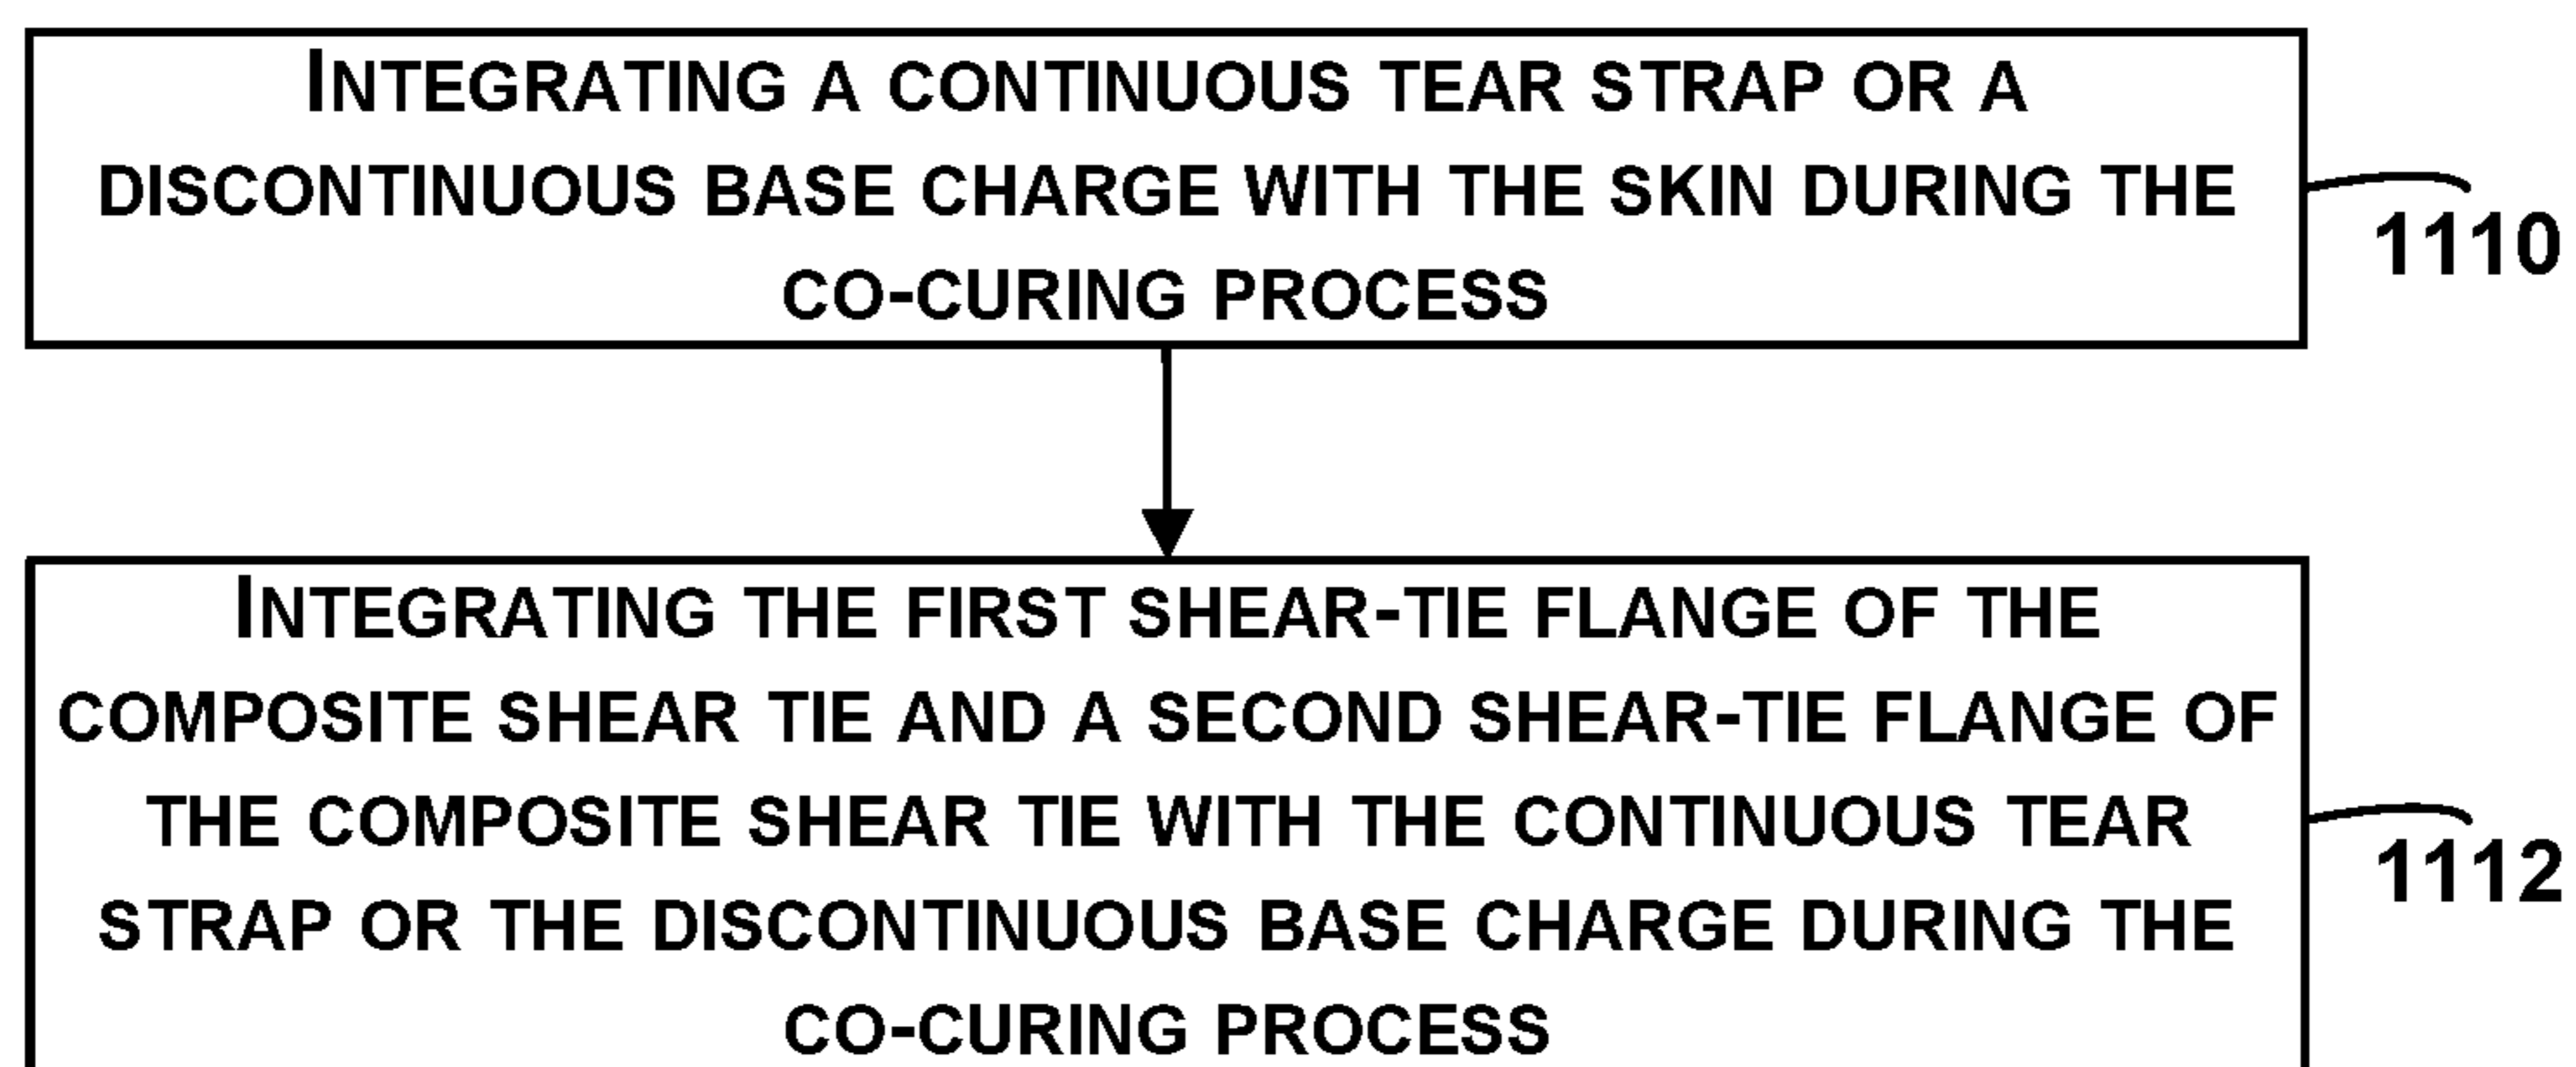 INTEGRATING A CONTINUOUS TEAR STRAP OR A
DISCONTINUOUS BASE CHARGE WITH THE SKIN DURING THE
CO-CURING PROCESS
1110
INTEGRATING THE FIRST SHEAR-TIE FLANGE OF THE
COMPOSITE SHEAR TIE AND A SECOND SHEAR-TIE FLANGE OF
THE COMPOSITE SHEAR TIE WITH THE CONTINUOUS TEAR
STRAP OR THE DISCONTINUOUS BASE CHARGE DURING THE
CO-CURING PROCESS
1112